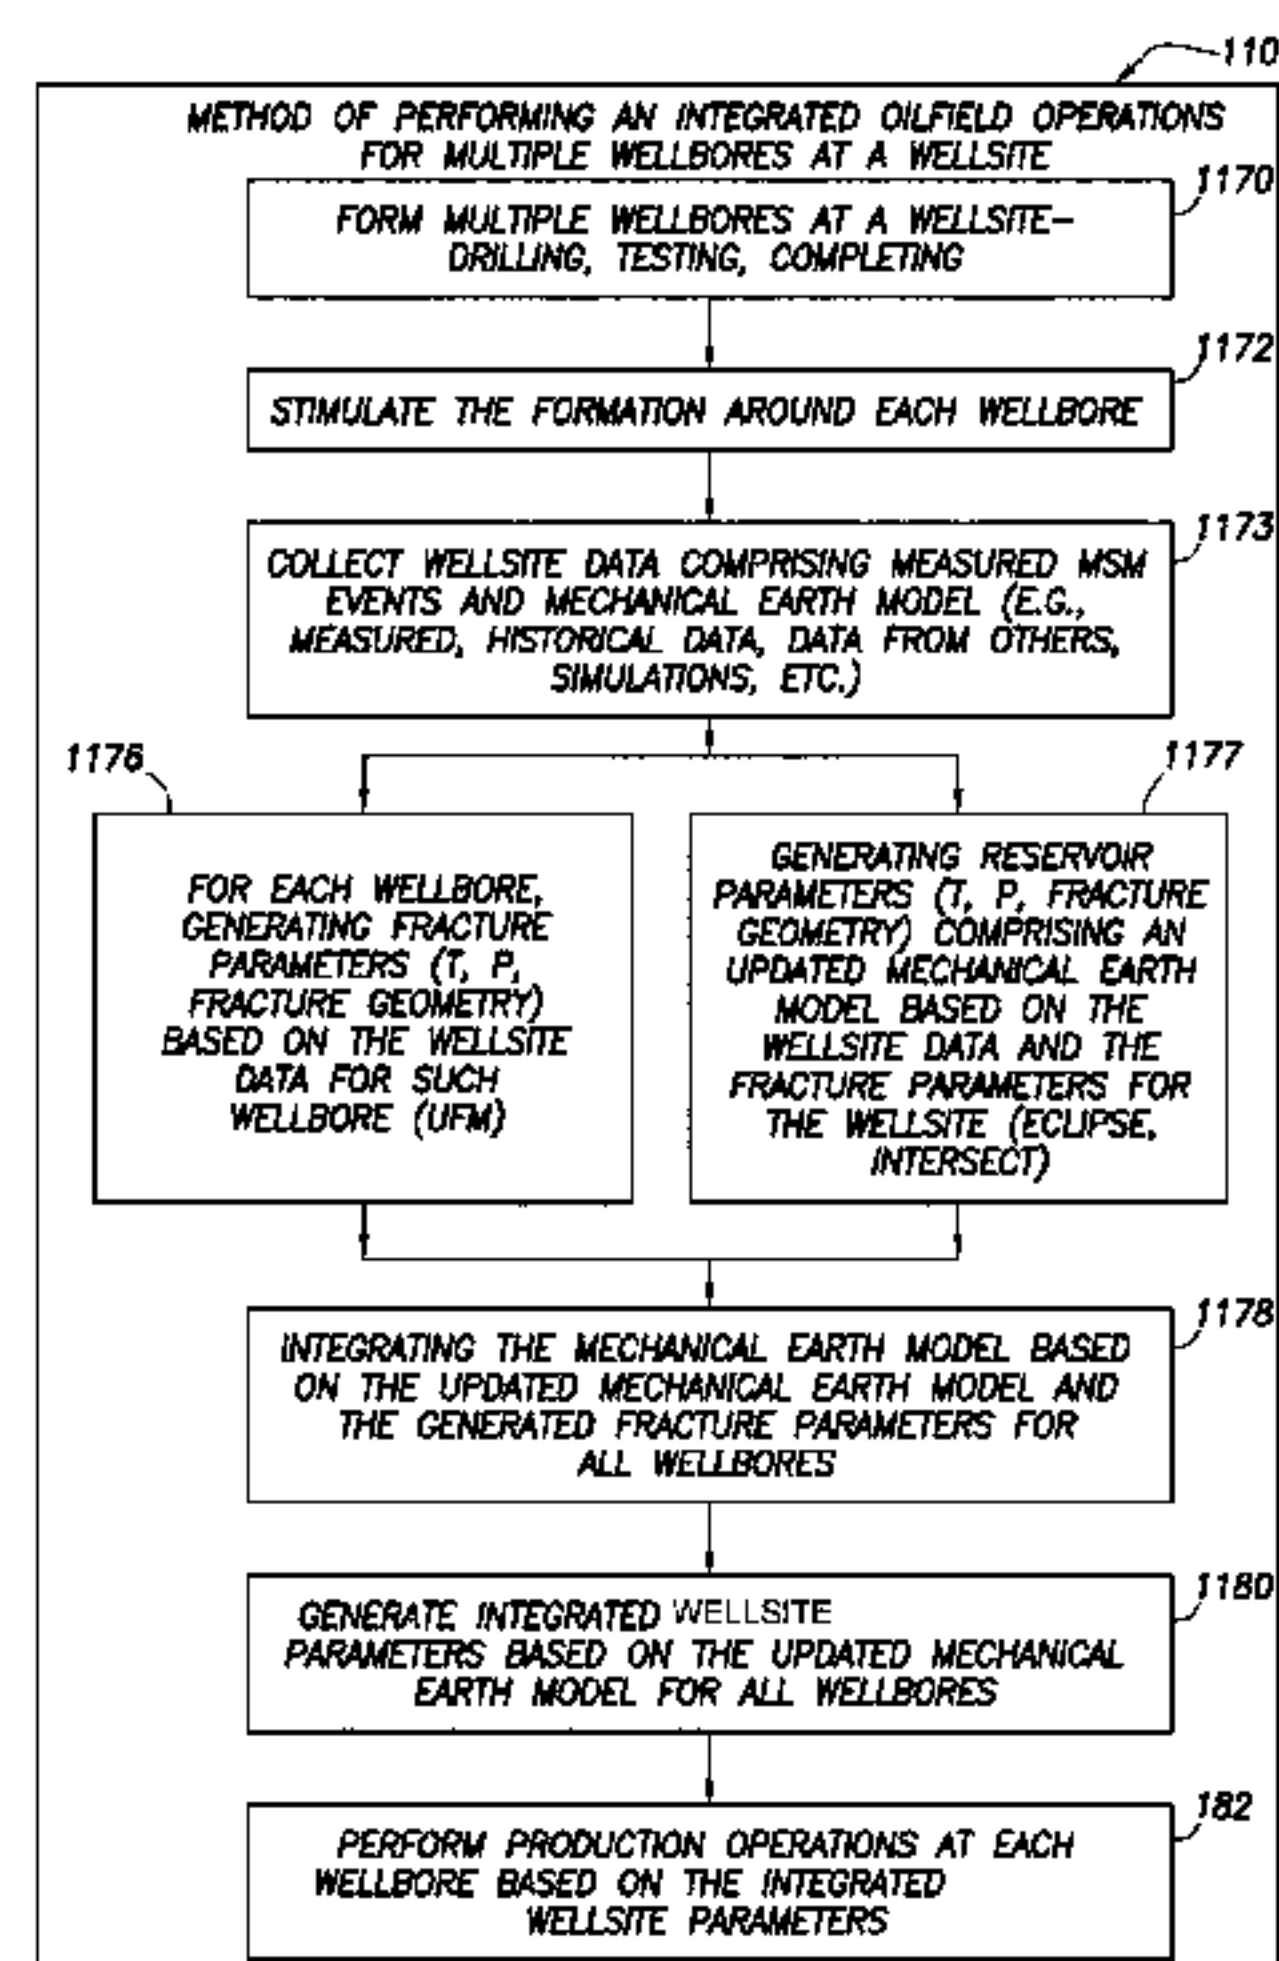 110
METHOD OF PERFORMING AN INTEGRATED OILFIELD OPERATIONS
FOR MULTIPLE WELLBORES AT A WELLSITE
1170
FORM MULTIPLE WELLBORES AT A WELLSITE–
DRILLING, TESTING, COMPLETING
1172
STIMULATE THE FORMATION AROUND EACH WELLBORE
1173
COLLECT WELLSITE DATA COMPRISING MEASURED MSM
EVENTS AND MECHANICAL EARTH MODEL (E.G.,
MEASURED, HISTORICAL DATA, DATA FROM OTHERS,
SIMULATIONS, ETC.)
1176
FOR EACH WELLBORE,
GENERATING FRACTURE
PARAMETERS (T, P,
FRACTURE GEOMETRY)
BASED ON THE WELLSITE
DATA FOR SUCH
WELLBORE (UFM)
1177
GENERATING RESERVOIR
PARAMETERS (T, P, FRACTURE
GEOMETRY) COMPRISING AN
UPDATED MECHANICAL EARTH
MODEL BASED ON THE
WELLSITE DATA AND THE
FRACTURE PARAMETERS FOR
THE WELLSITE (ECLIPSE,
INTERSECT)
1178
INTEGRATING THE MECHANICAL EARTH MODEL BASED
ON THE UPDATED MECHANICAL EARTH MODEL AND
THE GENERATED FRACTURE PARAMETERS FOR
ALL WELLBORES
1180
GENERATE INTEGRATED WELLSITE
PARAMETERS BASED ON THE UPDATED MECHANICAL
EARTH MODEL FOR ALL WELLBORES
182
PERFORM PRODUCTION OPERATIONS AT EACH
WELLBORE BASED ON THE INTEGRATED
WELLSITE PARAMETERS